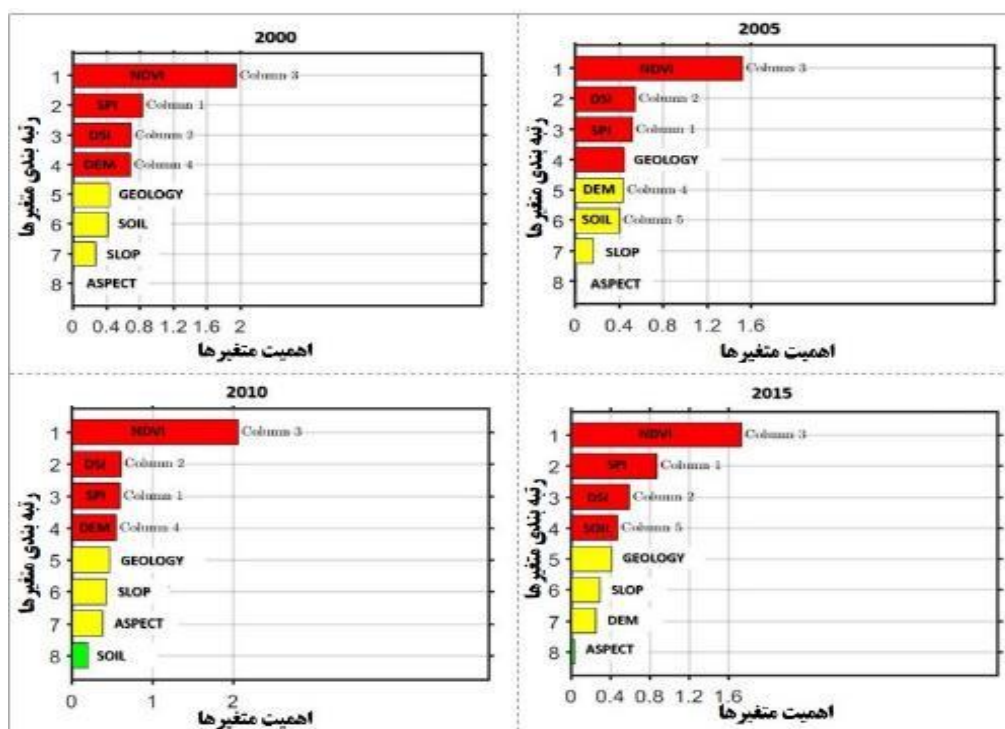 2000
رتبه بندی متغیرها
1 NDVI Column 3
2 SPI Column 1
3 DSI Column 2
4 DEM Column 4
5 GEOLOGY
6 SOIL
7 SLOP
8 ASPECT
0 0.4 0.8 1.2 1.6 2
اهمیت متغیرها
2005
رتبه بندی متغیرها
1 NDVI Column 3
2 DSI Column 2
3 SPI Column 1
4 GEOLOGY
5 DEM Column 4
6 SOIL Column 5
7 SLOP
8 ASPECT
0 0.4 0.8 1.2 1.6
اهمیت متغیرها
2010
رتبه بندی متغیرها
1 NDVI Column 3
2 DSI Column 2
3 SPI Column 1
4 DEM Column 4
5 GEOLOGY
6 SLOP
7 ASPECT
8 SOIL
0 1 2
اهمیت متغیرها
2015
رتبه بندی متغیرها
1 NDVI Column 3
2 SPI Column 1
3 DSI Column 2
4 SOIL Column 5
5 GEOLOGY
6 SLOP
7 DEM
8 ASPECT
0 0.4 0.8 1.2 1.6
اهمیت متغیرها